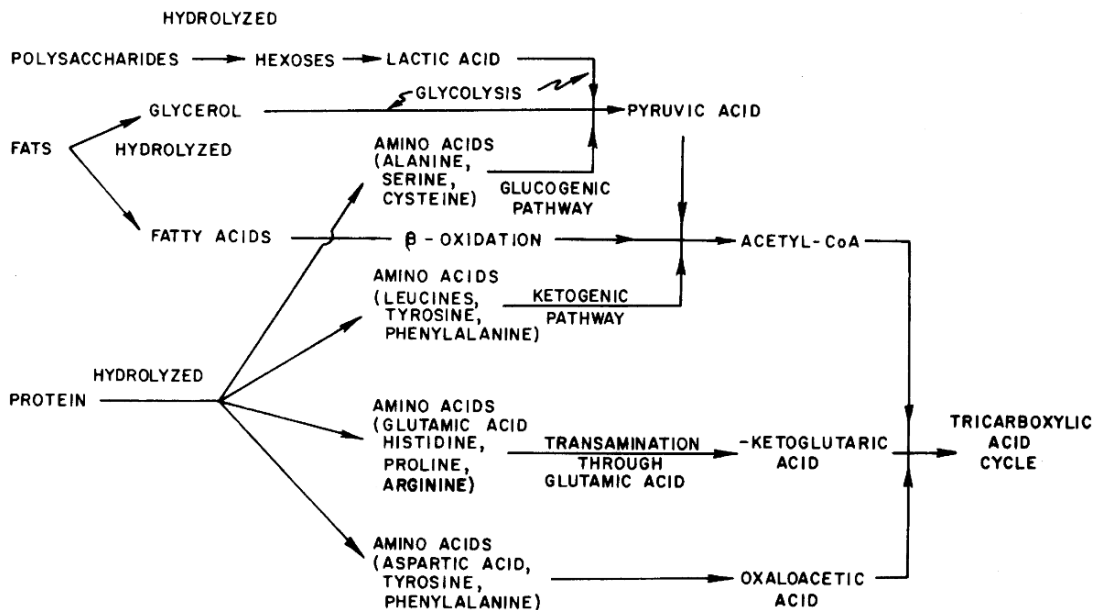 HYDROLYZED
POLYSACCHARIDES HEXOSES LACTIC ACID
GLYCOLYSIS
GLYCEROL PYRUVIC ACID
FATS HYDROLYZED
AMINO ACIDS
(ALANINE,
SERINE,
CYSTEINE)
GLUCOGENIC
PATHWAY
FATTY ACIDS β-OXIDATION ACETYL-CoA
AMINO ACIDS
(LEUCINES,
TYROSINE,
PHENYLALANINE)
KETOGENIC
PATHWAY
HYDROLYZED
PROTEIN
AMINO ACIDS
(GLUTAMIC ACID
HISTIDINE,
PROLINE,
ARGININE)
TRANSAMINATION
THROUGH
GLUTAMIC ACID
-KETOGLUTARIC
ACID
TRICARBOXYLIC
ACID
CYCLE
AMINO ACIDS
(ASPARTIC ACID,
TYROSINE,
PHENYLALANINE)
OXALOACETIC
ACID